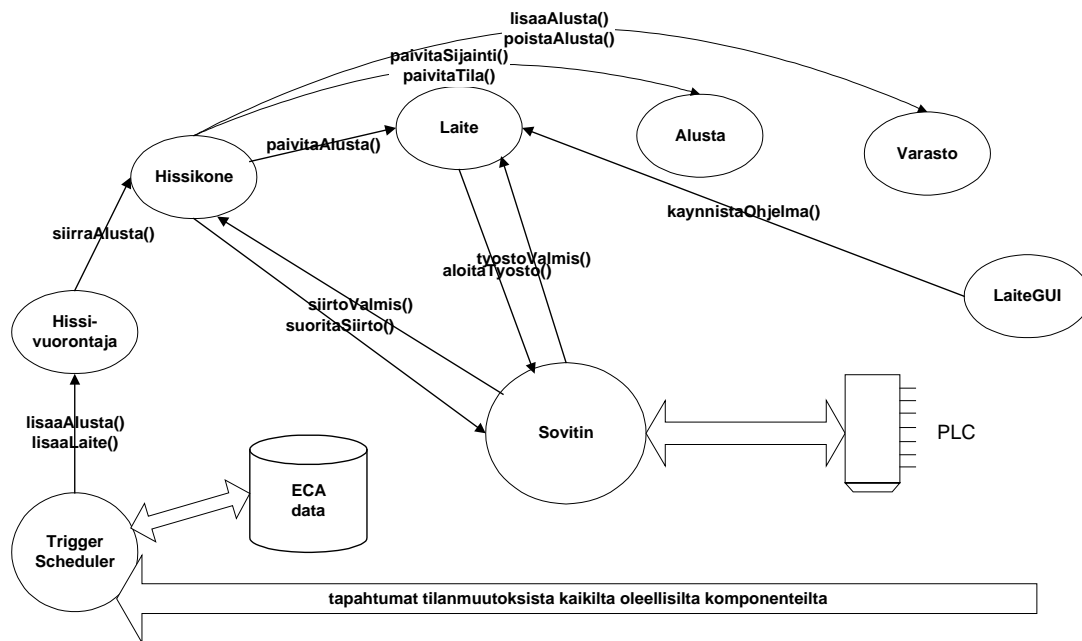 lisaaAlusta()
poistaAlusta()
paivitaSijainti()
paivitaTila()
Laite
Alusta
Varasto
paivitaAlusta()
Hissikone
kaynnistaOhjelma()
siirraAlusta()
tyostoValmis()
aloitaTyosto()
LaiteGUI
siirtoValmis()
suoritaSiirto()
Hissi-
vuorontaja
lisaaAlusta()
lisaaLaite()
Sovitin
PLC
ECA
data
Trigger
Scheduler
tapahtumat tilanmuutoksista kaikilta oleellisilta komponenteilta